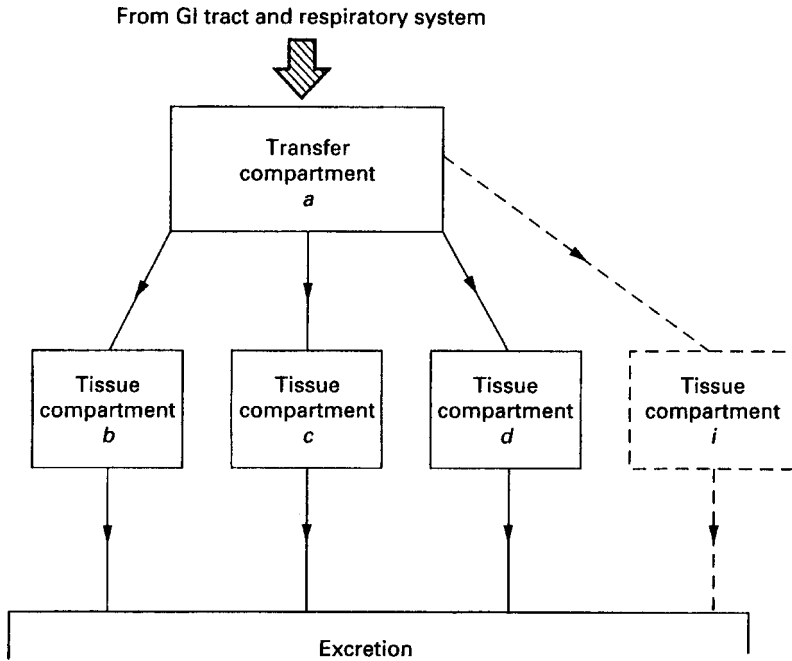 From GI tract and respiratory system
Transfer
compartment
a
Tissue
compartment
b
Tissue
compartment
c
Tissue
compartment
d
Tissue
compartment
i
Excretion